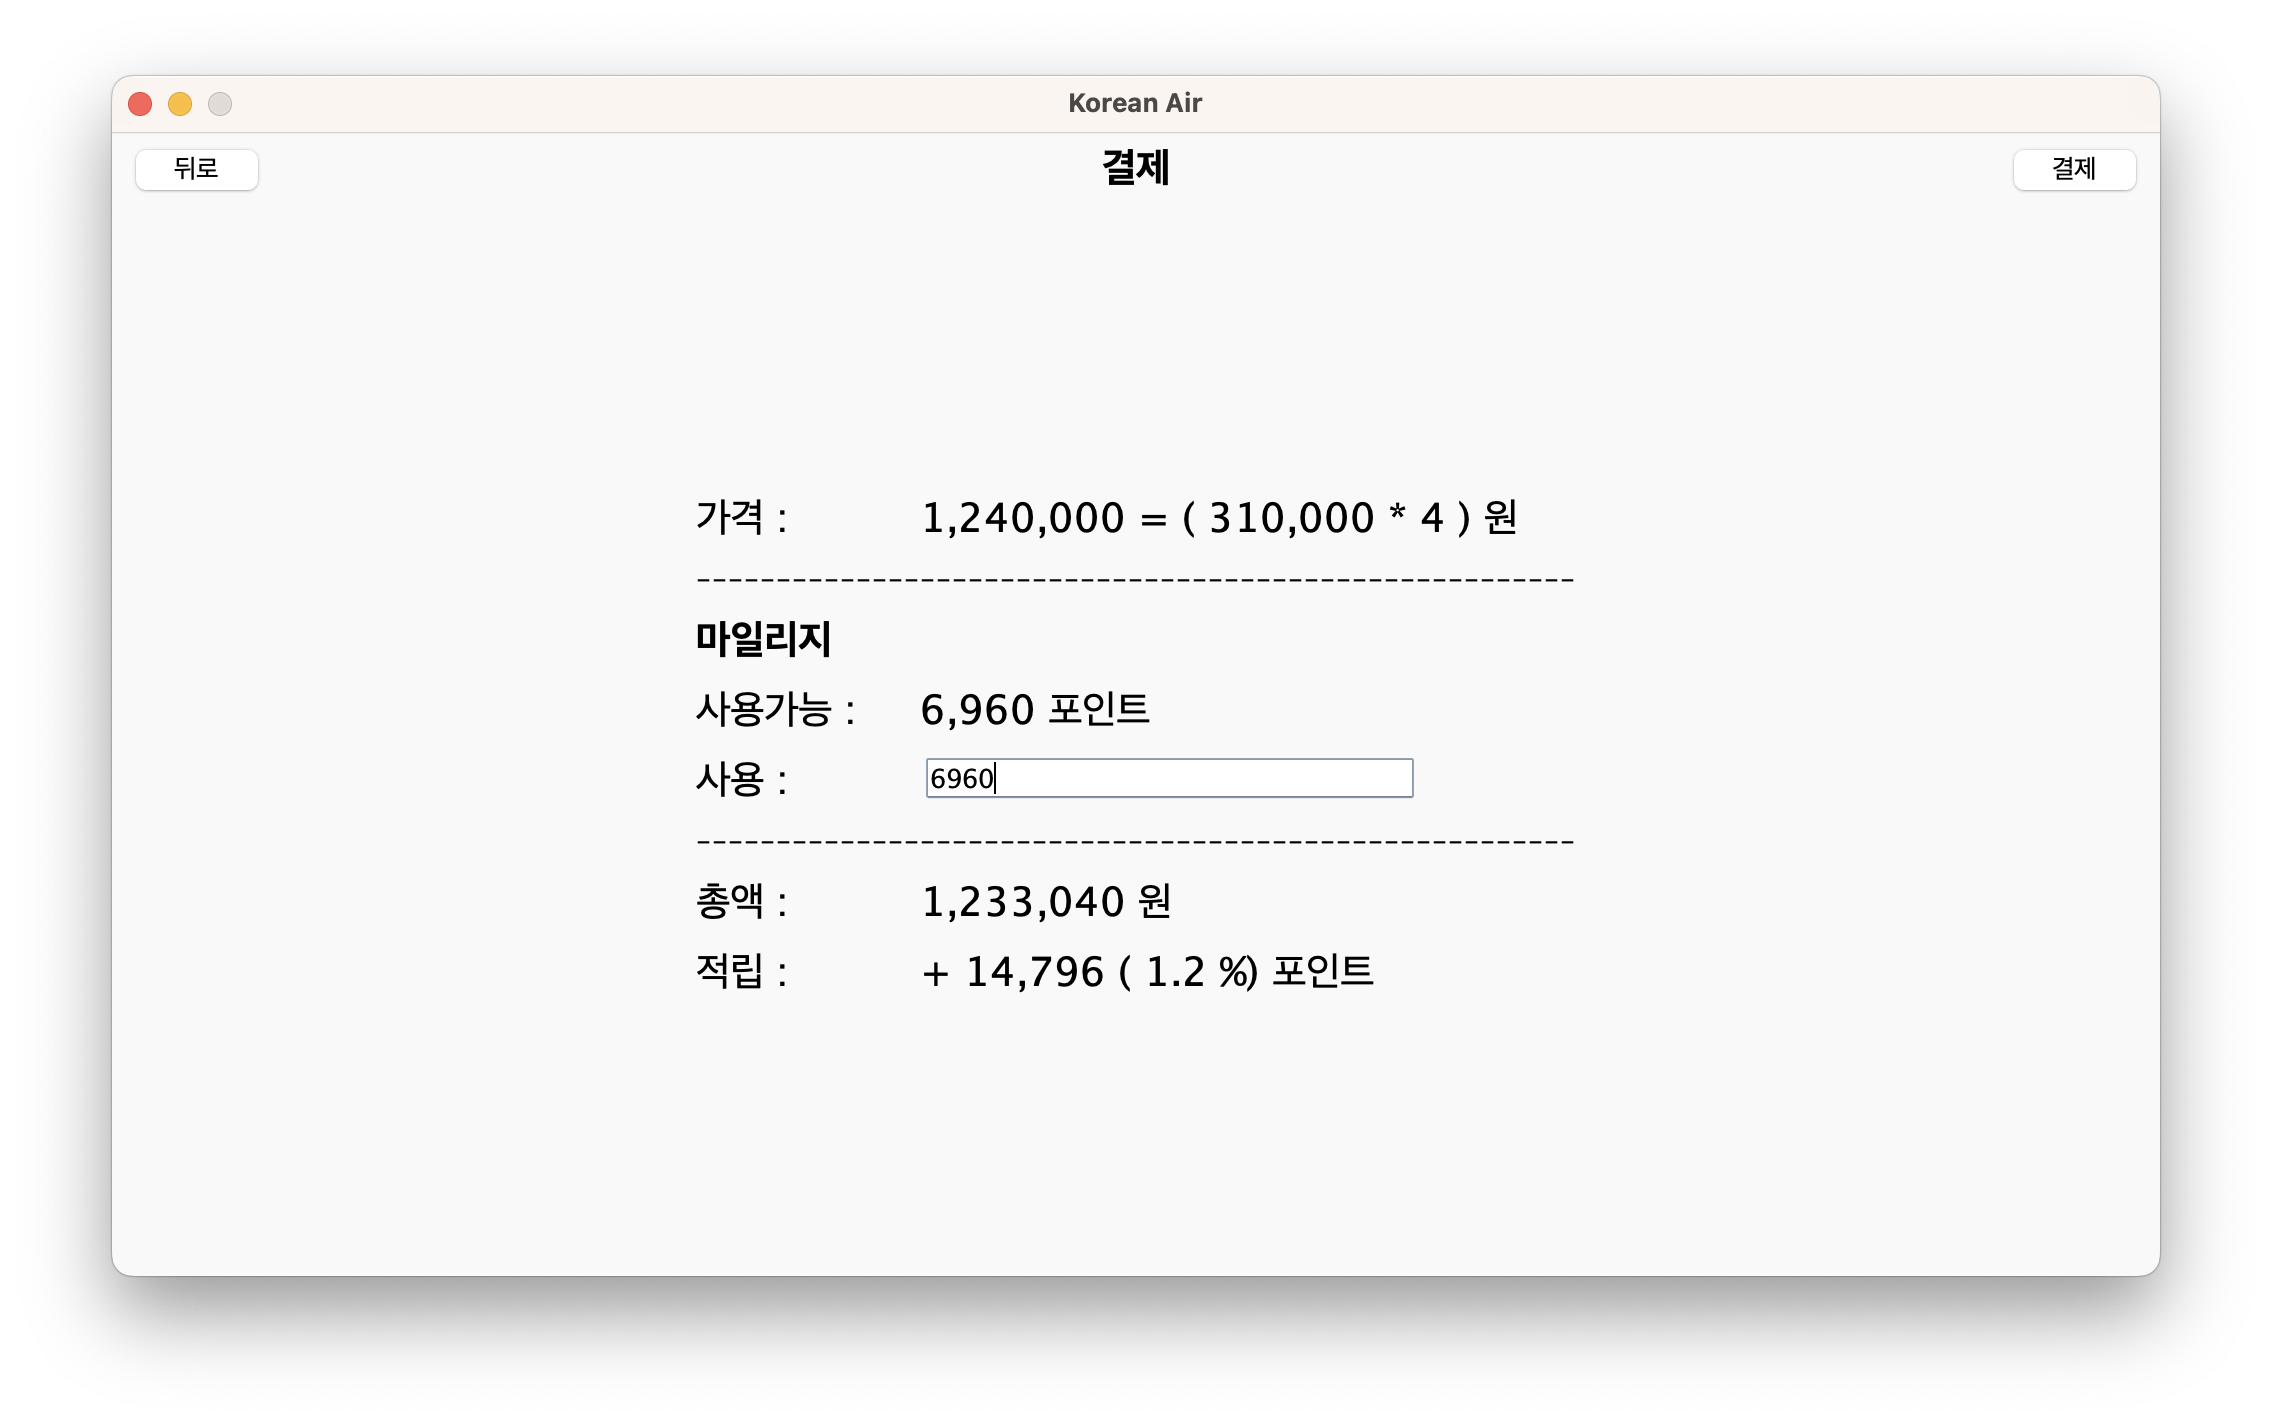 Korean Air
뒤로 결제 결제
가격 : 1,240,000 = ( 310,000 * 4 ) 원
-------------------------------------------------------
마일리지
사용가능 : 6,960 포인트
사용 : 6960
-------------------------------------------------------
총액 : 1,233,040 원
적립 : + 14,796 ( 1.2 %) 포인트